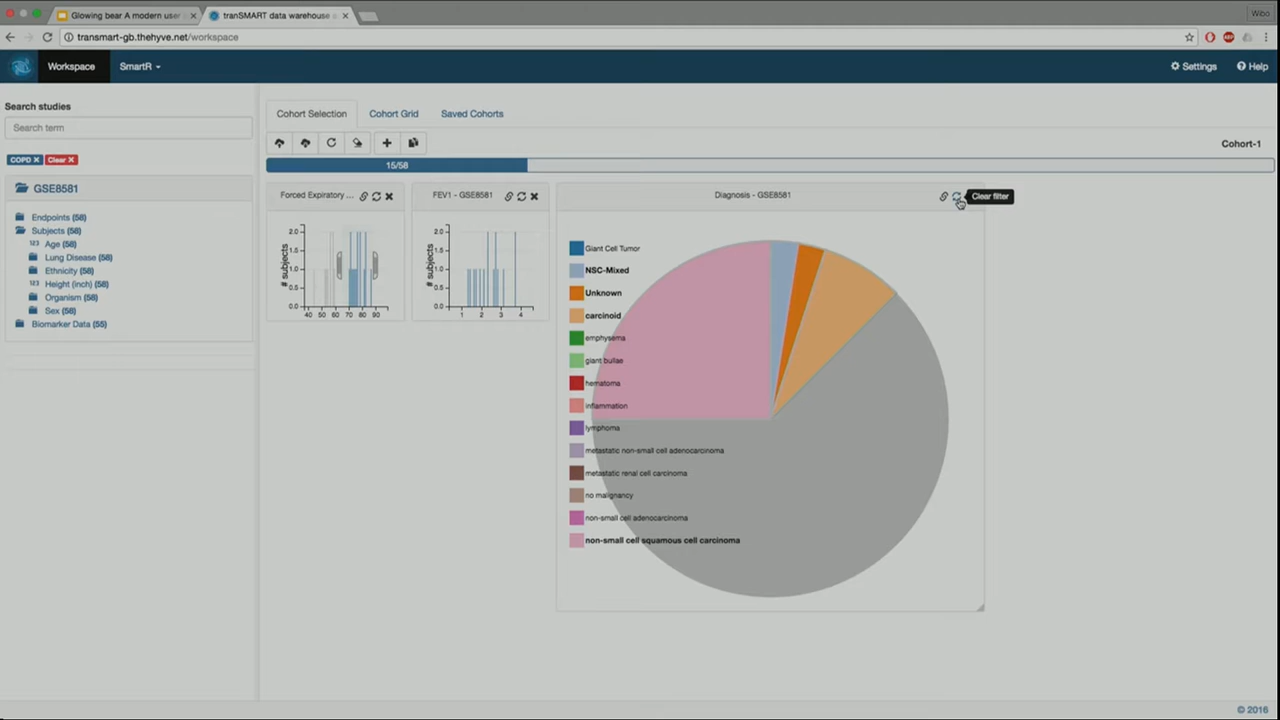 Glowing bear A modern user
tranSMART data warehouse
Wibo
transmart-gb.thehyve.net/workspace
ABP
Workspace
SmartR
Settings
Help
Search studies
Search term
COPD
Clear
GSE8581
Endpoints (58)
Subjects (58)
123 Age (58)
Lung Disease (58)
Ethnicity (58)
123 Height (inch) (58)
Organism (58)
Sex (58)
Biomarker Data (55)
Cohort Selection
Cohort Grid
Saved Cohorts
Cohort-1
15/58
Forced Expiratory ...
# subjects
2.0
1.5
1.0
0.5
0.0
40 50 60 70 80 90
FEV1 - GSE8581
# subjects
2.0
1.5
1.0
0.5
0.0
1 2 3 4
Diagnosis - GSE8581
Clear filter
Giant Cell Tumor
NSC-Mixed
Unknown
carcinoid
emphysema
giant bullae
hematoma
inflammation
lymphoma
metastatic non-small cell adenocarcinoma
metastatic renal cell carcinoma
no malignancy
non-small cell adenocarcinoma
non-small cell squamous cell carcinoma
© 2016